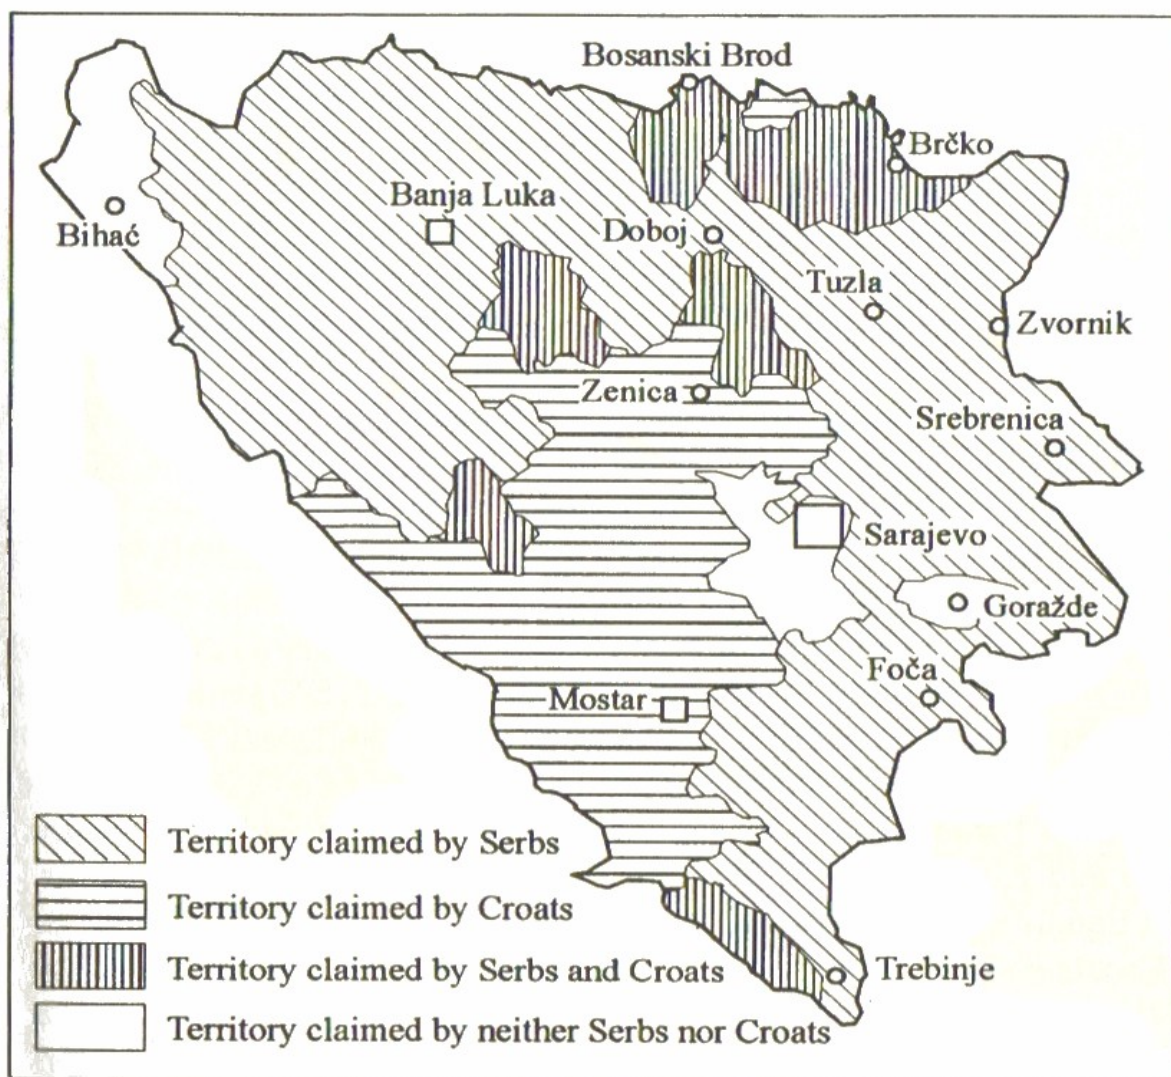 Bosanski Brod
Brčko
Banja Luka
Bihać
Doboj
Tuzla
Zvornik
Zenica
Srebrenica
Sarajevo
Goražde
Foča
Mostar
Territory claimed by Serbs
Territory claimed by Croats
Territory claimed by Serbs and Croats
Trebinje
Territory claimed by neither Serbs nor Croats